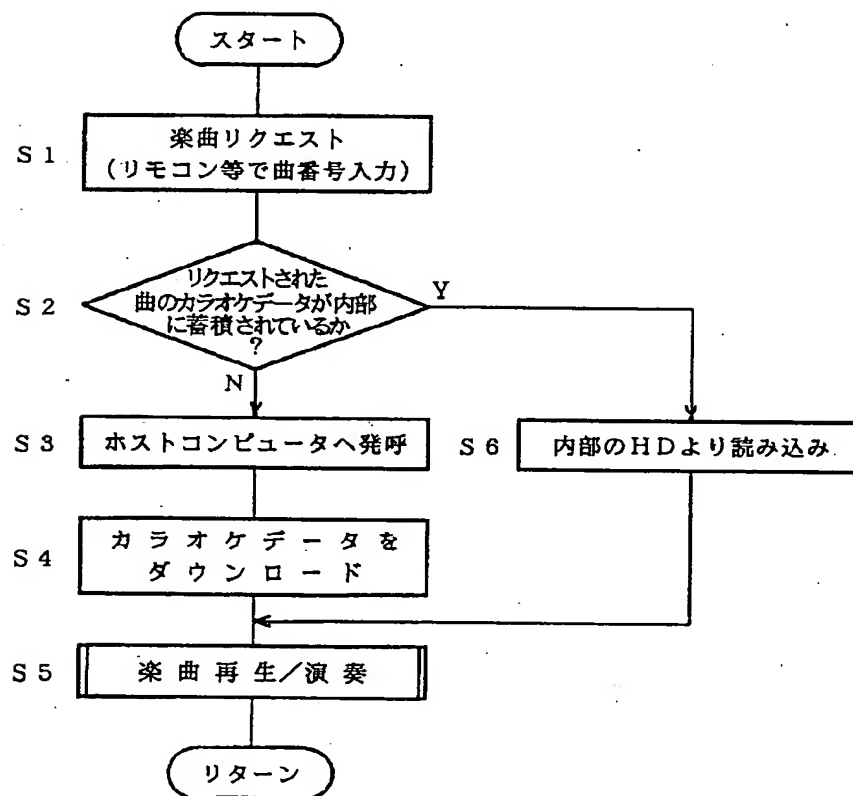 スタート
S1
楽曲リクエスト
(リモコン等で曲番号入力)
S2
リクエストされた
曲のカラオケデータが内部
に蓄積されているか
?
Y
N
S3
ホストコンピュータへ発呼
S6
内部のHDより読み込み
S4
カラオケデータを
ダウンロード
S5
楽曲再生/演奏
リターン